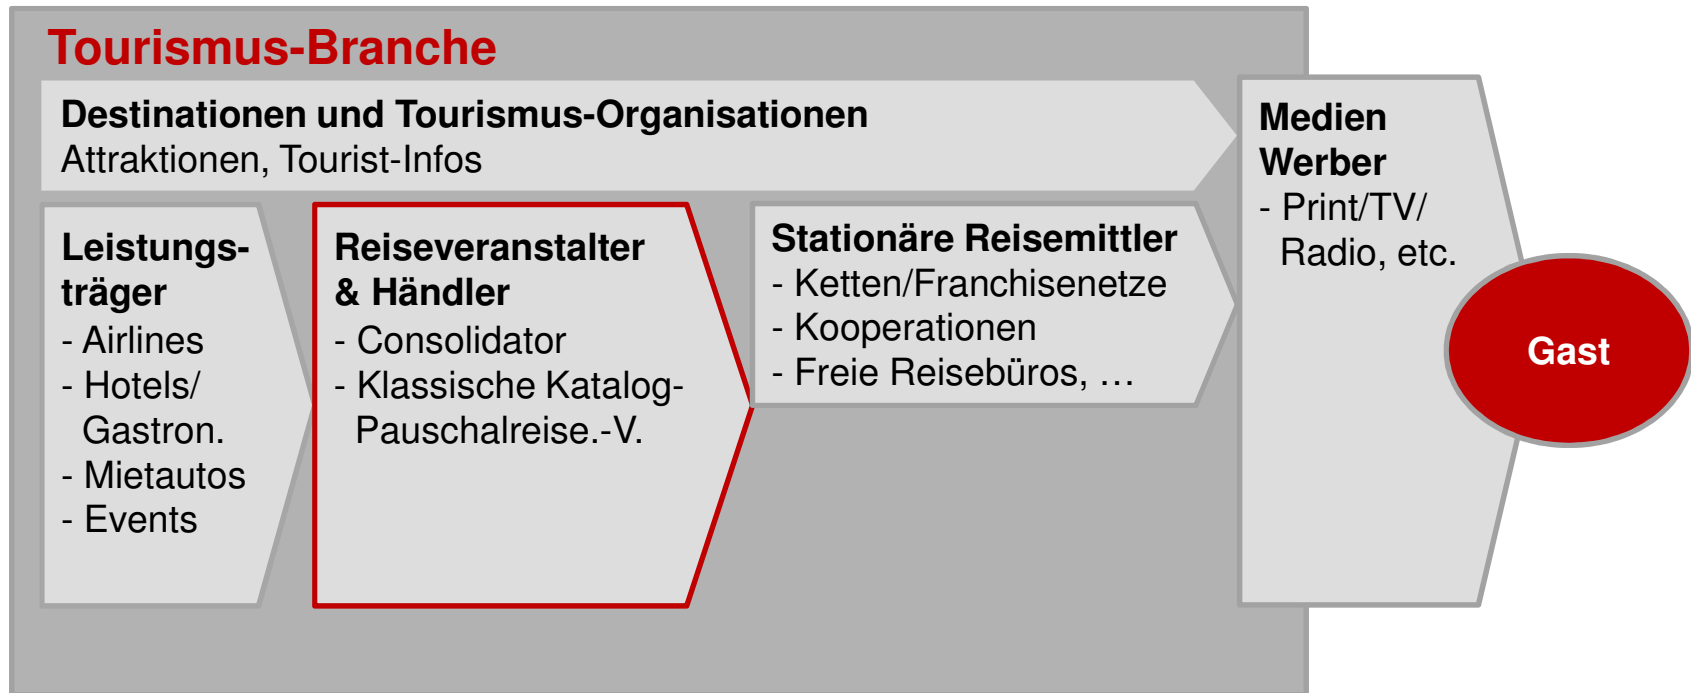 Tourismus-Branche
Destinationen und Tourismus-Organisationen
Attraktionen, Tourist-Infos
Leistungs-
träger
- Airlines
- Hotels/
Gastron.
- Mietautos
- Events
Reiseveranstalter
& Händler
- Consolidator
- Klassische Katalog-
Pauschalreise.-V.
Stationäre Reisemittler
- Ketten/Franchisenetze
- Kooperationen
- Freie Reisebüros, …
Medien
Werber
- Print/TV/
Radio, etc.
Gast